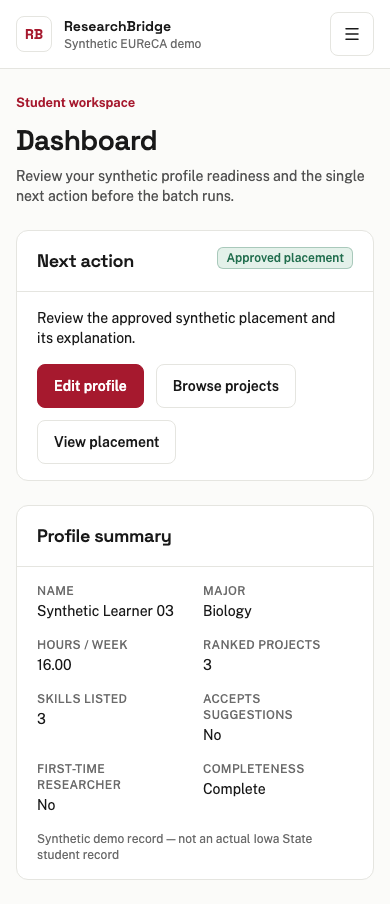 RB
ResearchBridge
Synthetic EUReCA demo
Student workspace
Dashboard
Review your synthetic profile readiness and the single
next action before the batch runs.
Next action
Approved placement
Review the approved synthetic placement and
its explanation.
Edit profile
Browse projects
View placement
Profile summary
NAME
Synthetic Learner 03
MAJOR
Biology
HOURS / WEEK
16.00
RANKED PROJECTS
3
SKILLS LISTED
3
ACCEPTS
SUGGESTIONS
No
FIRST-TIME
RESEARCHER
No
COMPLETENESS
Complete
Synthetic demo record — not an actual Iowa State
student record